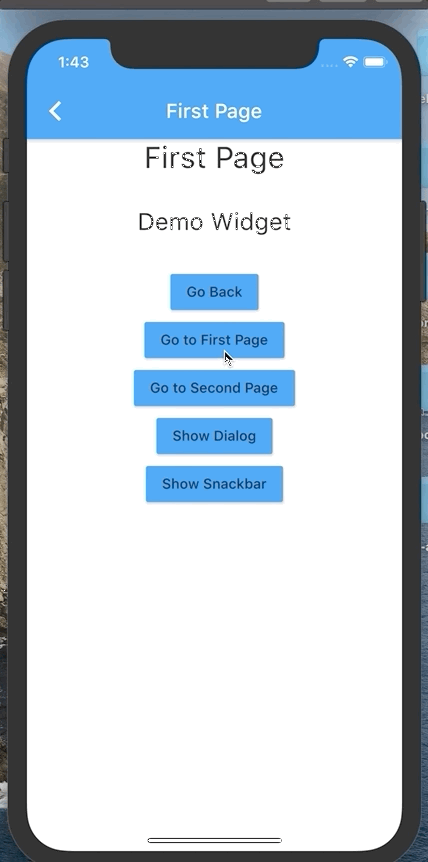 1:43
First Page
First Page
Demo Widget
Go Back
Go to First Page
Go to Second Page
Show Dialog
Show Snackbar